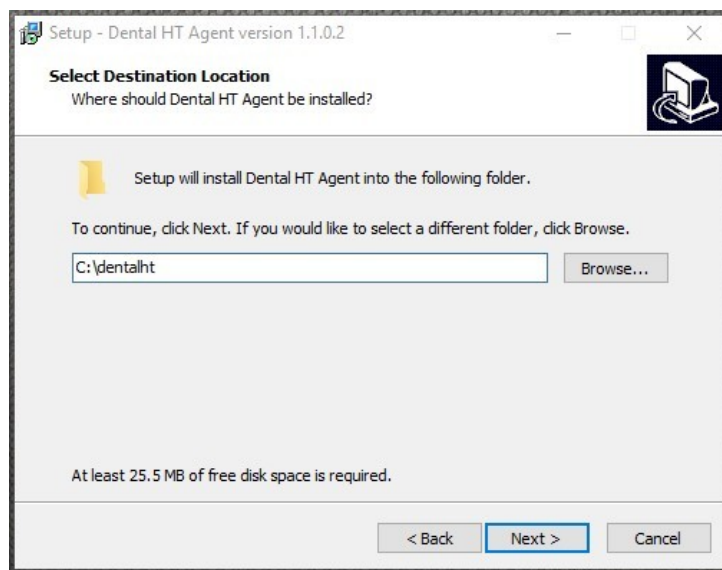 Setup - Dental HT Agent version 1.1.0.2
Select Destination Location
Where should Dental HT Agent be installed?
Setup will install Dental HT Agent into the following folder.
To continue, click Next. If you would like to select a different folder, click Browse.
C:\dentalht
Browse...
At least 25.5 MB of free disk space is required.
< Back
Next >
Cancel